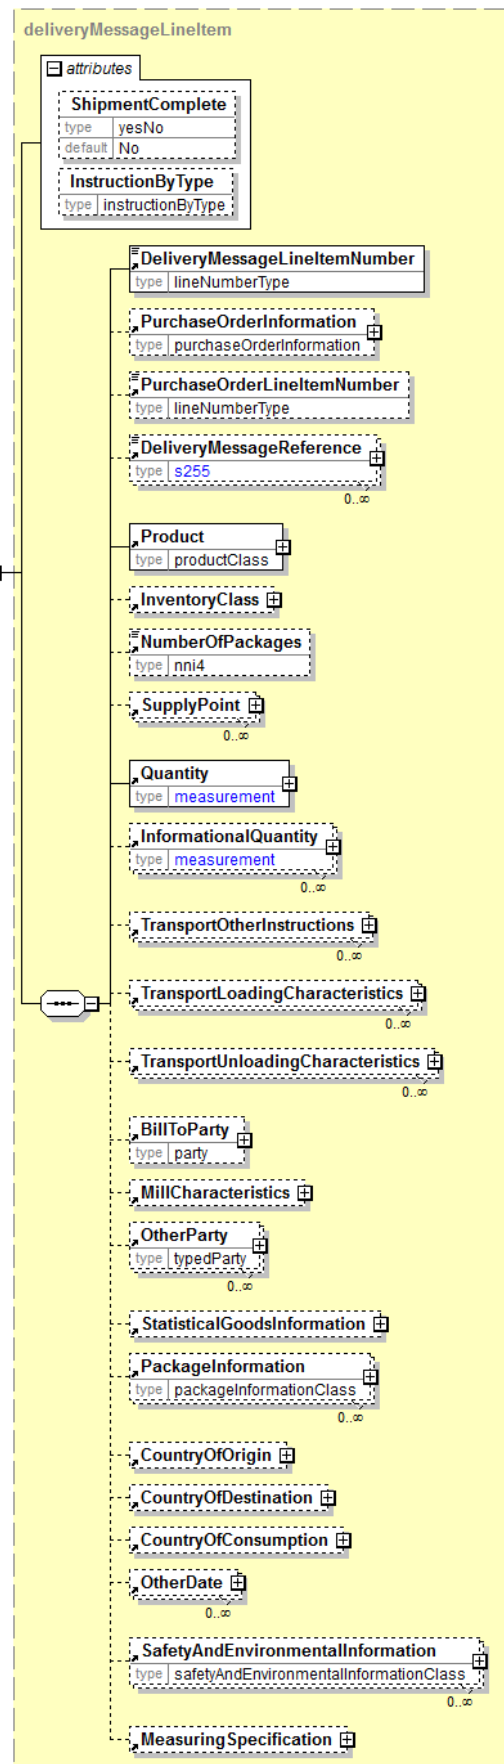 deliveryMessageLineItem
attributes
ShipmentComplete
type yesNo
default No
InstructionByType
type instructionByType
DeliveryMessageLineItemNumber
type lineNumberType
PurchaseOrderInformation
type purchaseOrderInformation
PurchaseOrderLineItemNumber
type lineNumberType
DeliveryMessageReference
type s255
0..∞
Product
type productClass
InventoryClass
NumberOfPackages
type nni4
SupplyPoint
0..∞
Quantity
type measurement
InformationalQuantity
type measurement
0..∞
TransportOtherInstructions
0..∞
TransportLoadingCharacteristics
0..∞
TransportUnloadingCharacteristics
0..∞
BillToParty
type party
MillCharacteristics
OtherParty
type typedParty
0..∞
StatisticalGoodsInformation
PackageInformation
type packageInformationClass
0..∞
CountryOfOrigin
CountryOfDestination
CountryOfConsumption
OtherDate
0..∞
SafetyAndEnvironmentalInformation
type safetyAndEnvironmentalInformationClass
0..∞
MeasuringSpecification